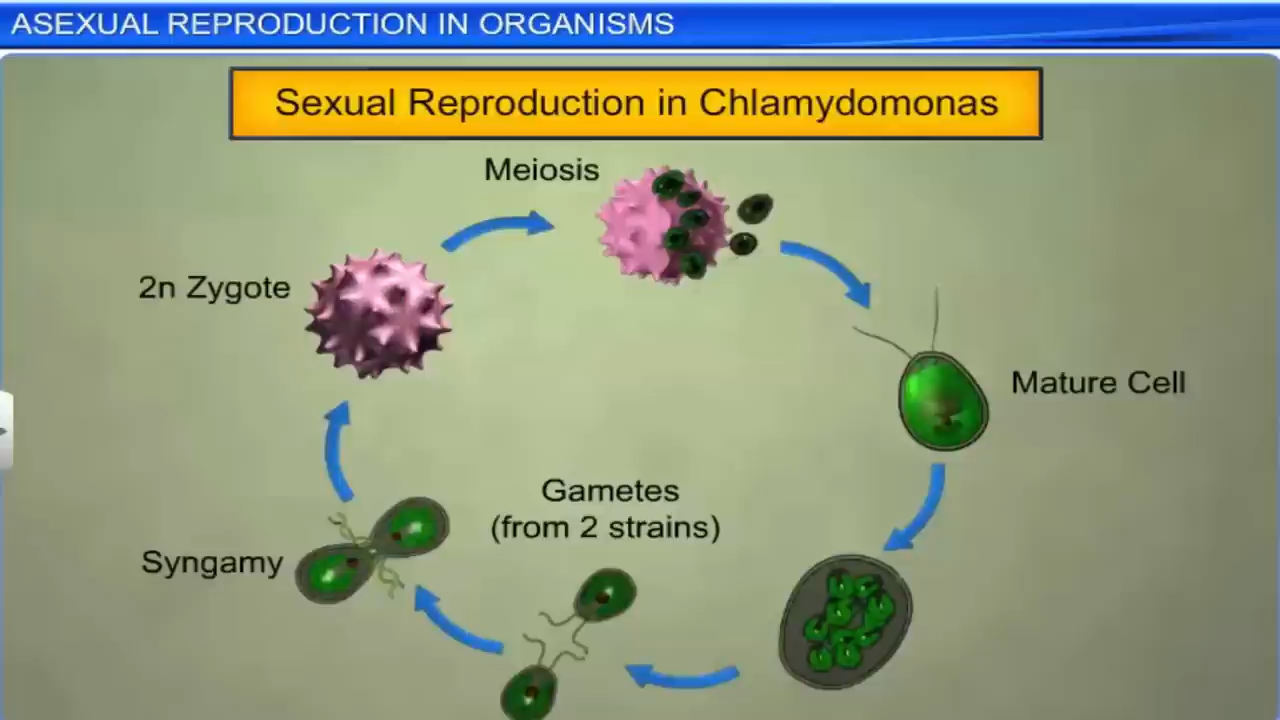 ASEXUAL REPRODUCTION IN ORGANISMS
Sexual Reproduction in Chlamydomonas
Meiosis
2n Zygote
Mature Cell
Gametes
(from 2 strains)
Syngamy